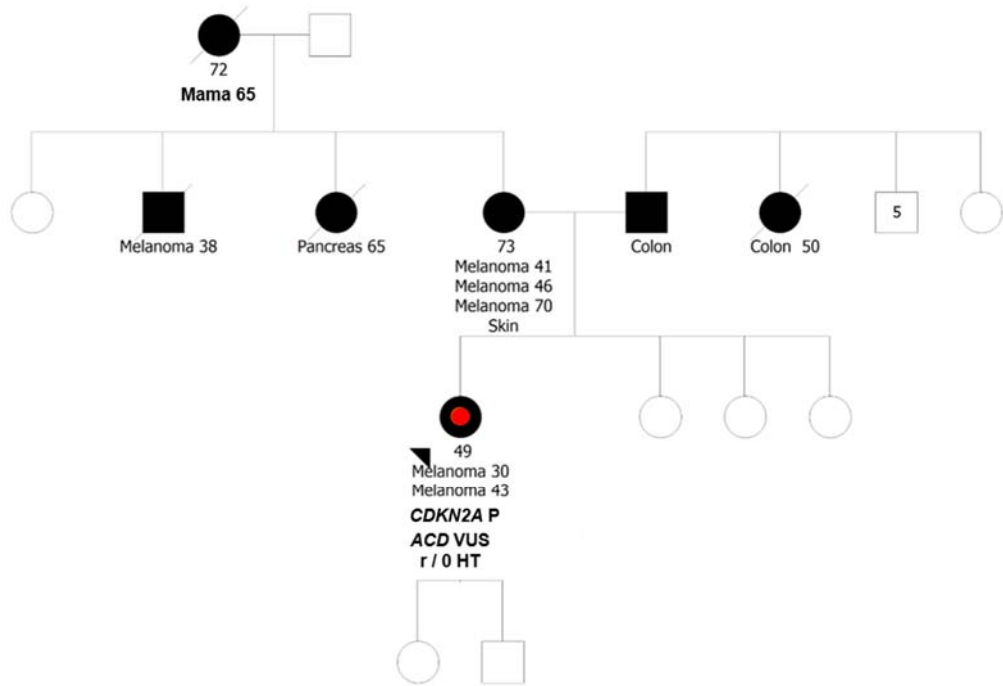 72
Mama 65
5
Melanoma 38
Pancreas 65
73
Melanoma 41
Melanoma 46
Melanoma 70
Skin
Colon
Colon 50
49
Melanoma 30
Melanoma 43
CDKN2A P
ACD VUS
r / 0 HT